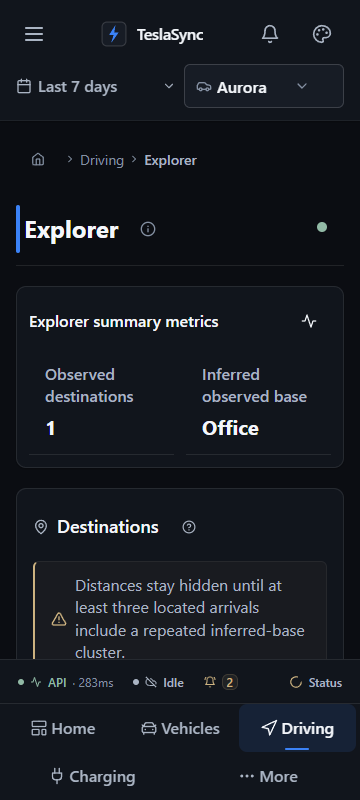 TeslaSync
Last 7 days
Aurora
Driving
Explorer
Explorer
Explorer summary metrics
Observed
destinations
1
Inferred
observed base
Office
Destinations
Distances stay hidden until at
least three located arrivals
include a repeated inferred-base
cluster.
API · 283ms
Idle
2
Status
Home
Vehicles
Driving
Charging
More